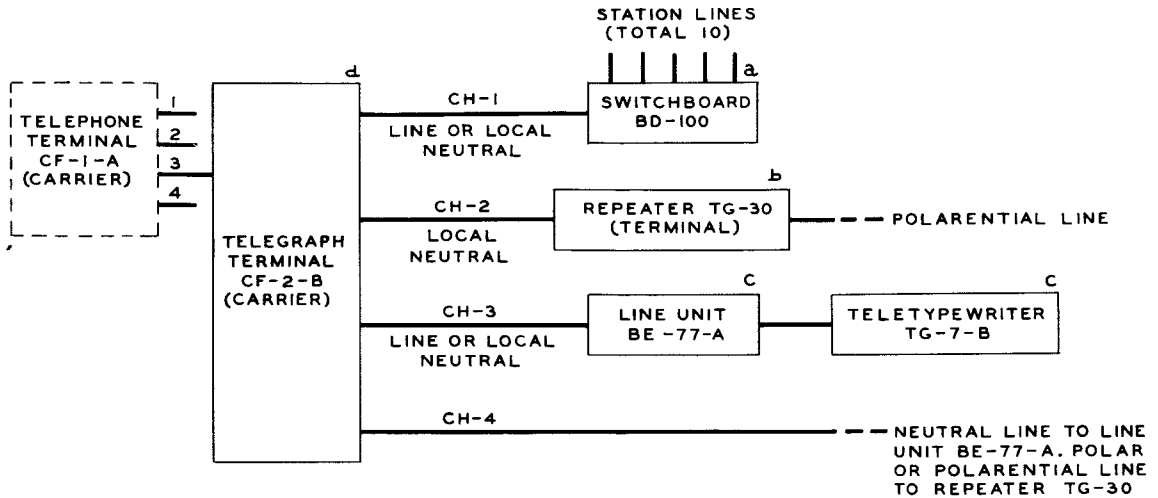 STATION LINES
(TOTAL 10)
a
SWITCHBOARD
BD-100
d
CH-1
LINE OR LOCAL
NEUTRAL
TELEPHONE
TERMINAL
CF-1-A
(CARRIER)
1
2
3
4
b
CH-2
LOCAL
NEUTRAL
REPEATER TG-30
(TERMINAL)
POLARENTIAL LINE
TELEGRAPH
TERMINAL
CF-2-B
(CARRIER)
c
c
CH-3
LINE OR LOCAL
NEUTRAL
LINE UNIT
BE-77-A
TELETYPEWRITER
TG-7-B
CH-4
NEUTRAL LINE TO LINE
UNIT BE-77-A. POLAR
OR POLARENTIAL LINE
TO REPEATER TG-30